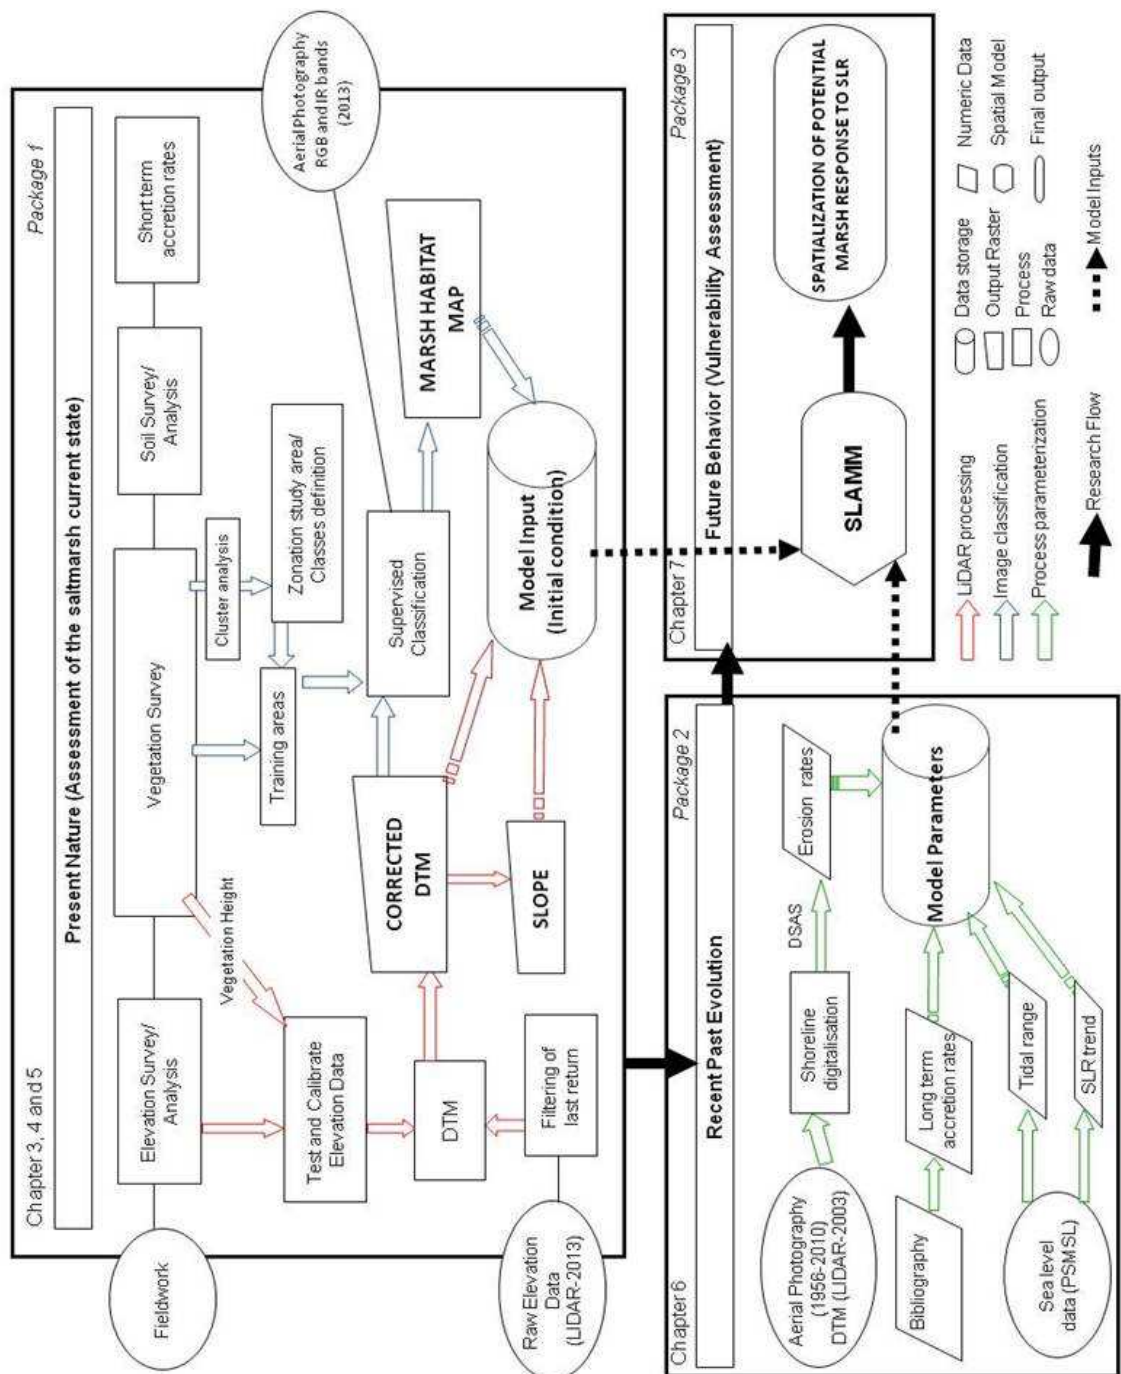 Chapter 3, 4 and 5
Package 1
Present Nature (Assessment of the saltmarsh current state)
Fieldwork
Elevation Survey/
Analysis
Vegetation Survey
Soil Survey/
Analysis
Short term
accretion rates
Vegetation Height
Cluster analysis
Zonation study area/
Classes definition
Training areas
Test and Calibrate
Elevation Data
Aerial Photography
RGB and IR bands
(2013)
CORRECTED
DTM
Supervised
Classification
MARSH HABITAT
MAP
DTM
SLOPE
Model Input
(Initial condition)
Filtering of
last return
Raw Elevation
Data
(LIDAR-2013)
Chapter 6
Package 2
Recent Past Evolution
Aerial Photography
(1956-2010)
DTM (LIDAR-2003)
Shoreline
digitalisation
DSAS
Erosion rates
Bibliography
Long term
accretion rates
Model Parameters
Sea level
data (PSMSL)
Tidal range
SLR trend
Chapter 7
Package 3
Future Behavior (Vulnerability Assessment)
SLAMM
SPATIALIZATION OF POTENTIAL
MARSH RESPONSE TO SLR
LiDAR processing
Image classification
Process parameterization
Data storage
Output Raster
Process
Raw data
Numeric Data
Spatial Model
Final output
Research Flow
Model Inputs